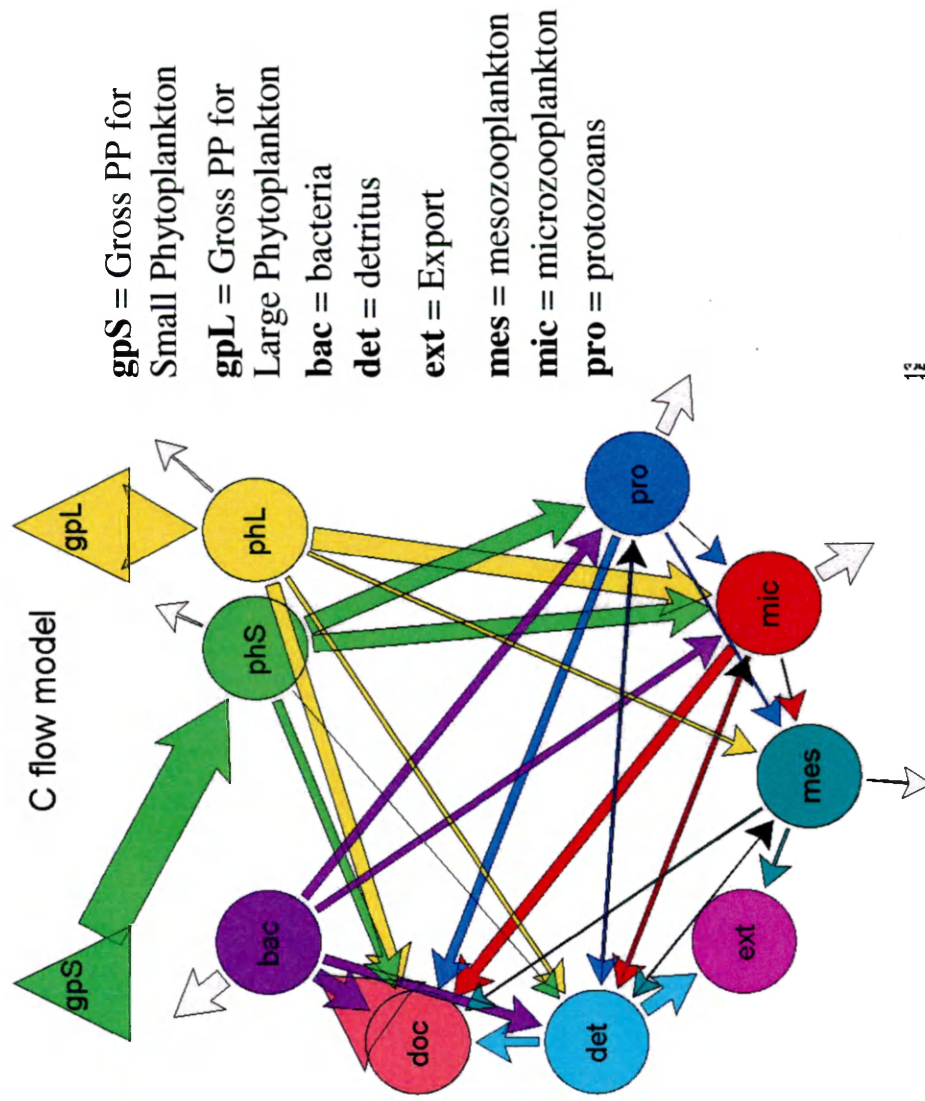 C flow model
gpS
gpL
phS
phL
bac
doc
pro
det
mic
ext
mes
gpS = Gross PP for
Small Phytoplankton
gpL = Gross PP for
Large Phytoplankton
bac = bacteria
det = detritus
ext = Export
mes = mesozooplankton
mic = microzooplankton
pro = protozoans